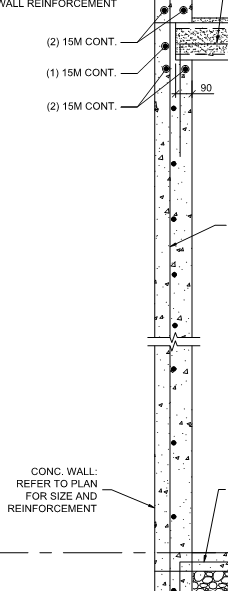 WALL REINFORCEMENT
(2) 15M CONT.
(1) 15M CONT.
(2) 15M CONT.
90
CONC. WALL:
REFER TO PLAN
FOR SIZE AND
REINFORCEMENT